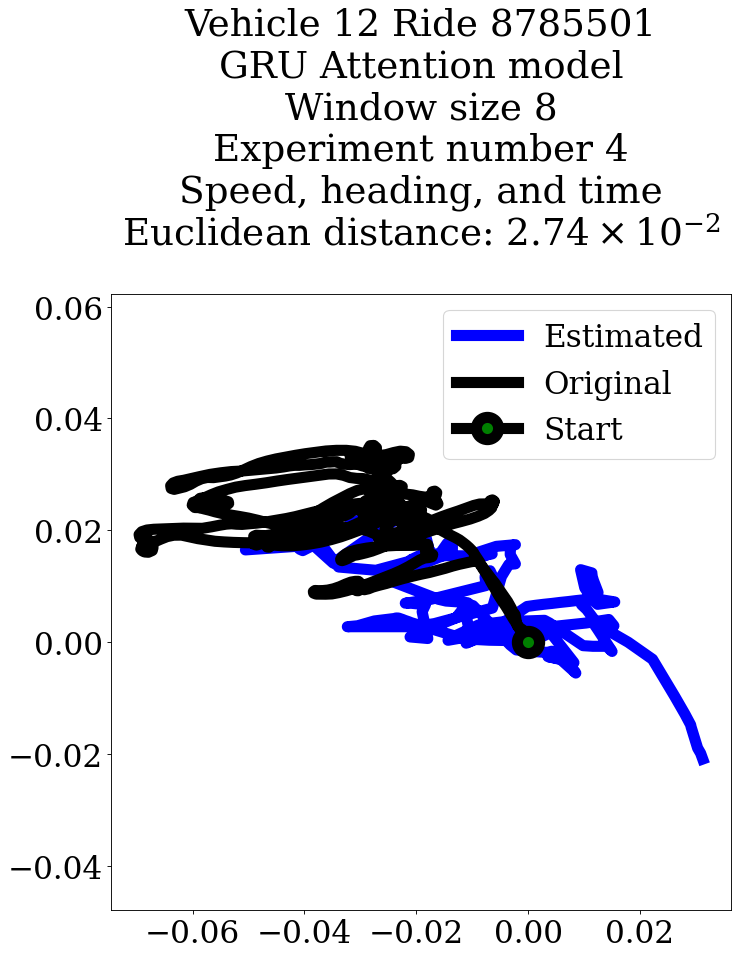 Vehicle 12 Ride 8785501
GRU Attention model
Window size 8
Experiment number 4
Speed, heading, and time
Euclidean distance: 2.74 × 10⁻²
0.06
Estimated
Original
0.04
Start
0.02
0.00
−0.02
−0.04
−0.06 −0.04 −0.02 0.00 0.02